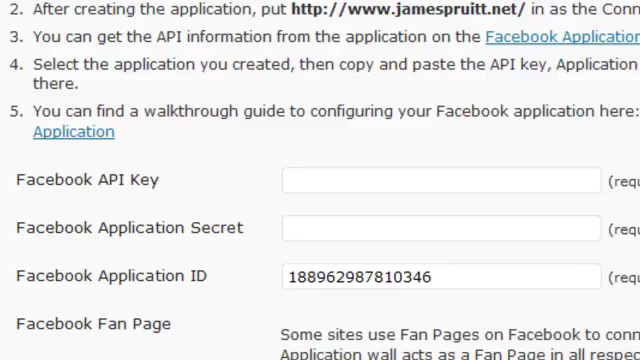 2. After creating the application, put http://www.jamespruitt.net/ in as the Conn
3. You can get the API information from the application on the Facebook Application
4. Select the application you created, then copy and paste the API key, Application
there.
5. You can find a walkthrough guide to configuring your Facebook application here:
Application
Facebook API Key (requ
Facebook Application Secret (requ
Facebook Application ID 188962987810346 (requ
Facebook Fan Page
Some sites use Fan Pages on Facebook to conn
Application wall acts as a Fan Page in all respec